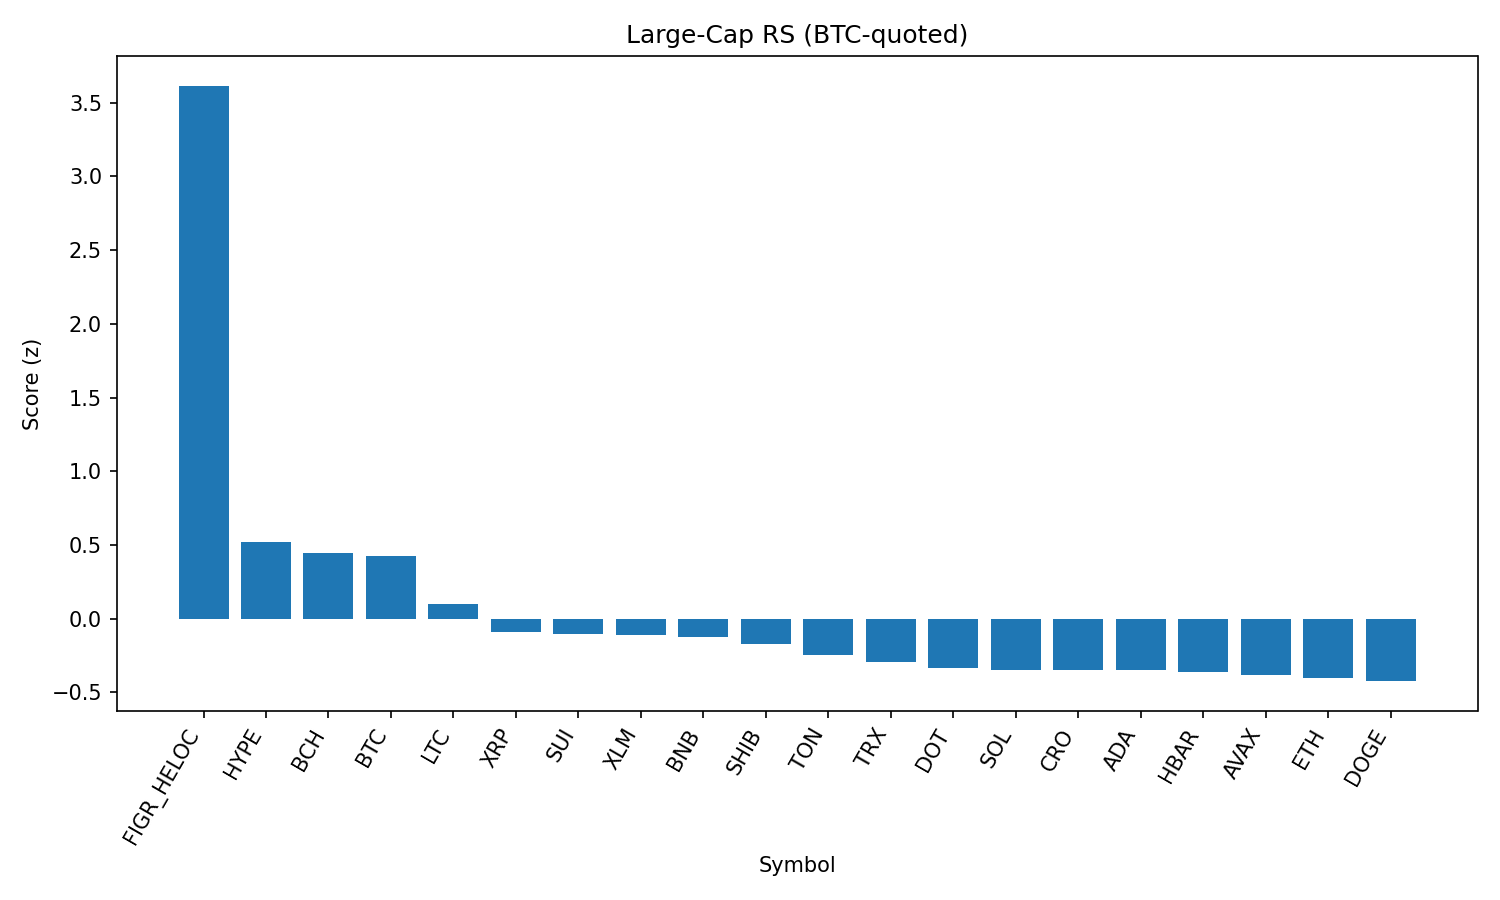 Large-Cap RS (BTC-quoted)
Score (z)
3.5
3.0
2.5
2.0
1.5
1.0
0.5
0.0
−0.5
FIGR_HELOC
HYPE
BCH
BTC
LTC
XRP
SUI
XLM
BNB
SHIB
TON
TRX
DOT
SOL
CRO
ADA
HBAR
AVAX
ETH
DOGE
Symbol